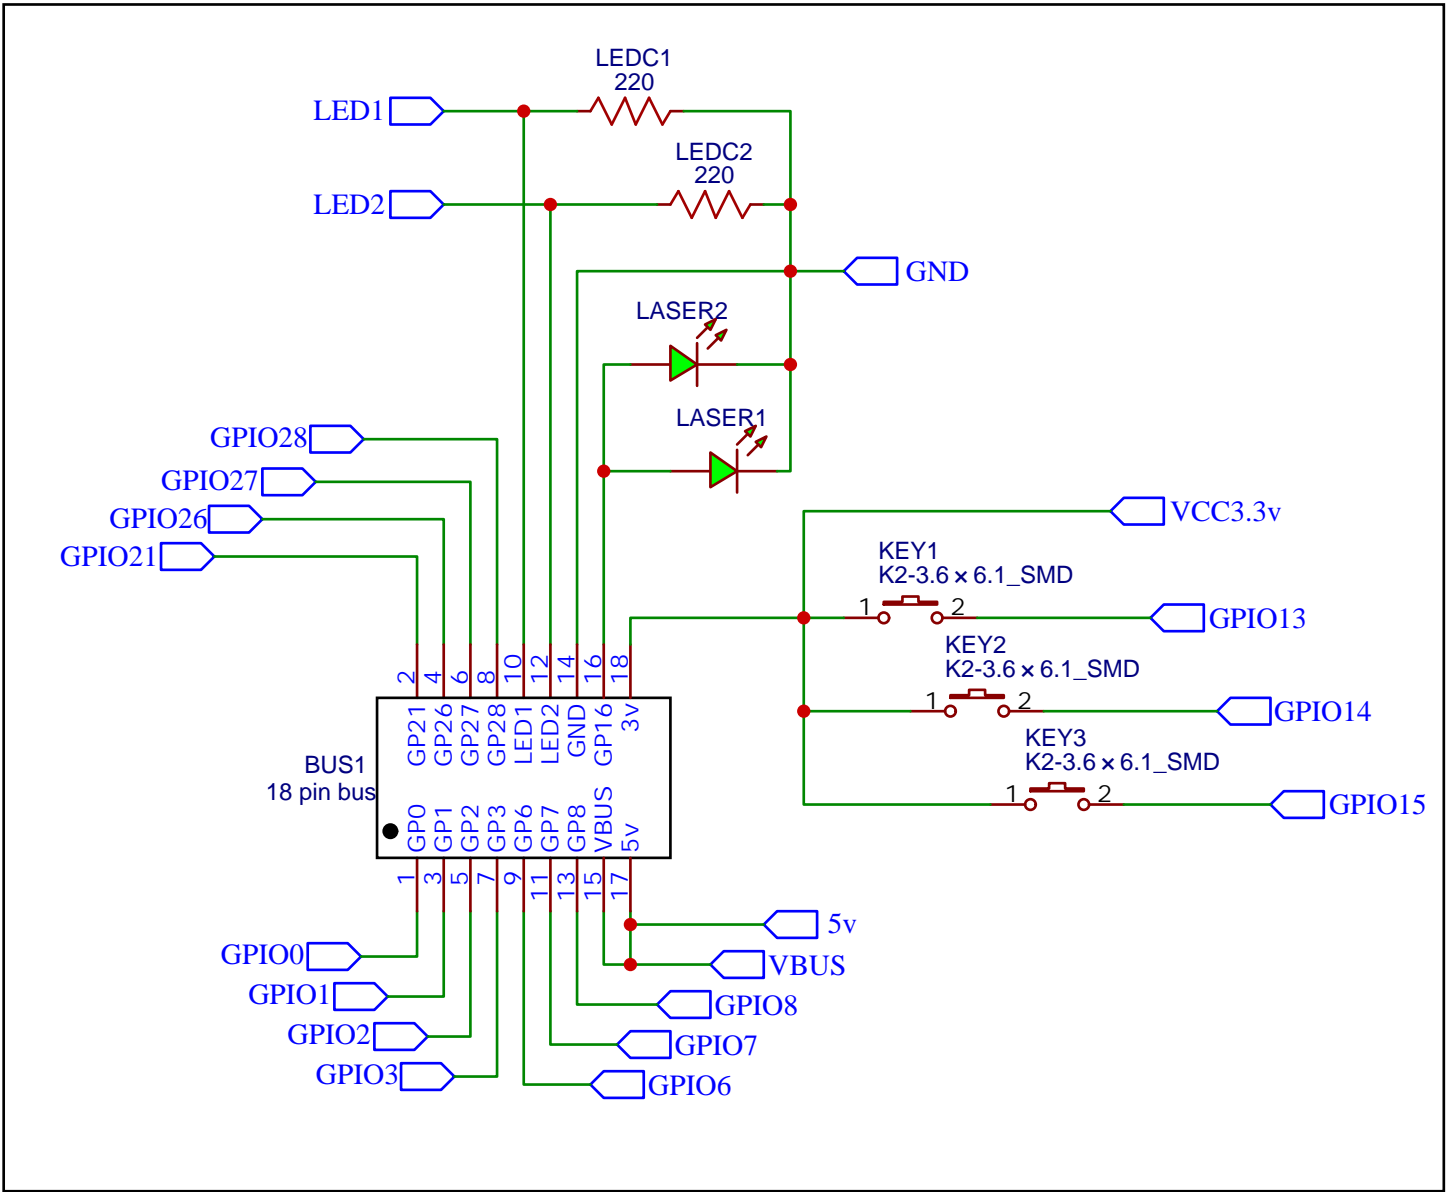 LEDC1
220
LED1
LEDC2
220
LED2
GND
LASER2
LASER1
GPIO28
GPIO27
GPIO26
GPIO21
VCC3.3v
KEY1
K2-3.6×6.1_SMD
1 2
GPIO13
KEY2
K2-3.6×6.1_SMD
1 2
GPIO14
KEY3
K2-3.6×6.1_SMD
1 2
GPIO15
2 4 6 8 10 12 14 16 18
GP21 GP26 GP27 GP28 LED1 LED2 GND GP16 3v
BUS1
18 pin bus
GP0 GP1 GP2 GP3 GP6 GP7 GP8 VBUS 5v
1 3 5 7 9 11 13 15 17
5v
GPIO0
VBUS
GPIO1
GPIO8
GPIO2
GPIO7
GPIO3
GPIO6